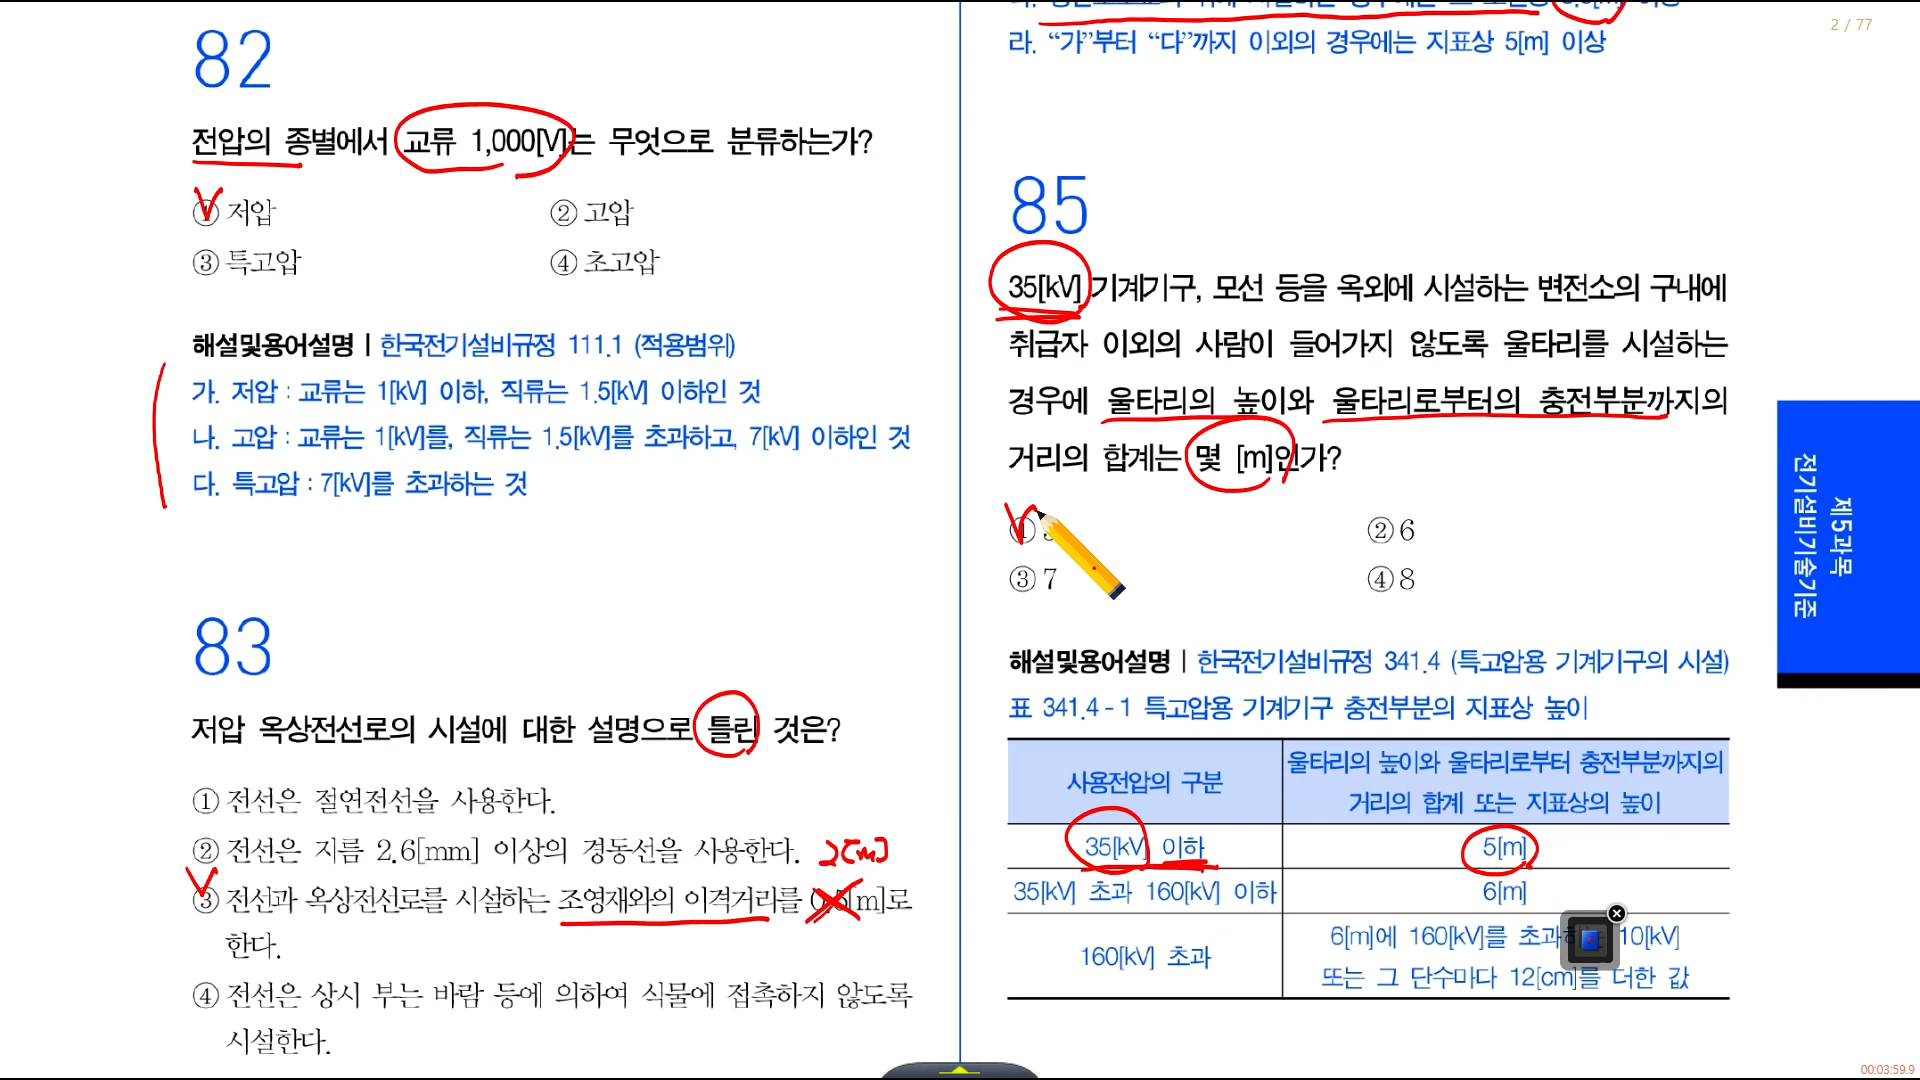 82
전압의 종별에서 교류 1,000[V]는 무엇으로 분류하는가?
① 저압 ② 고압
③ 특고압 ④ 초고압
해설및용어설명 | 한국전기설비규정 111.1 (적용범위)
가. 저압 : 교류는 1[kV] 이하, 직류는 1.5[kV] 이하인 것
나. 고압 : 교류는 1[kV]를, 직류는 1.5[kV]를 초과하고, 7[kV] 이하인 것
다. 특고압 : 7[kV]를 초과하는 것
83
저압 옥상전선로의 시설에 대한 설명으로 틀린 것은?
① 전선은 절연전선을 사용한다.
② 전선은 지름 2.6[mm] 이상의 경동선을 사용한다. 2[m]
③ 전선과 옥상전선로를 시설하는 조영재와의 이격거리를 [m]로
한다.
④ 전선은 상시 부는 바람 등에 의하여 식물에 접촉하지 않도록
시설한다.
라. “가”부터 “다”까지 이외의 경우에는 지표상 5[m] 이상
85
35[kV] 기계기구, 모선 등을 옥외에 시설하는 변전소의 구내에
취급자 이외의 사람이 들어가지 않도록 울타리를 시설하는
경우에 울타리의 높이와 울타리로부터의 충전부분까지의
거리의 합계는 몇 [m]인가?
① ② 6
③ 7 ④ 8
해설및용어설명 | 한국전기설비규정 341.4 (특고압용 기계기구의 시설)
표 341.4-1 특고압용 기계기구 충전부분의 지표상 높이
사용전압의 구분 울타리의 높이와 울타리로부터 충전부분까지의
거리의 합계 또는 지표상의 높이
35[kV] 이하 5[m]
35[kV] 초과 160[kV] 이하 6[m]
160[kV] 초과 6[m]에 160[kV]를 10[kV]
또는 그 단수마다 12[cm]를 더한 값
제5과목
전기설비기술기준
2 / 77
00:03:59.9